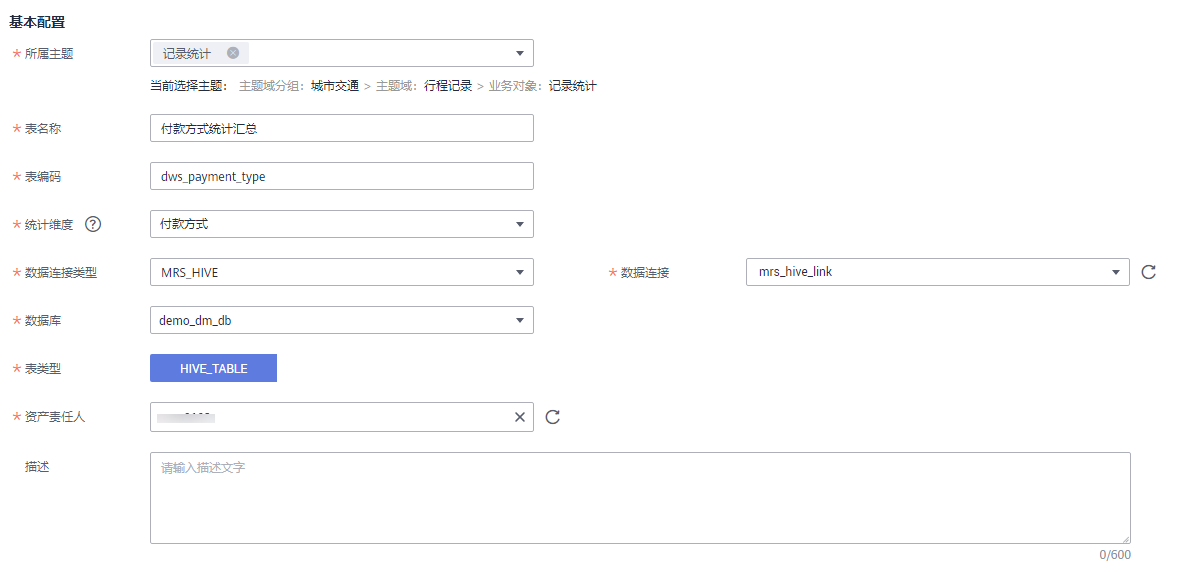 基本配置
* 所属主题 记录统计
当前选择主题: 主题域分组: 城市交通 > 主题域: 行程记录 > 业务对象: 记录统计
* 表名称 付款方式统计汇总
* 表编码 dws_payment_type
* 统计维度 ? 付款方式
* 数据连接类型 MRS_HIVE * 数据连接 mrs_hive_link
* 数据库 demo_dm_db
* 表类型 HIVE_TABLE
* 资产责任人
描述 请输入描述文字
0/600